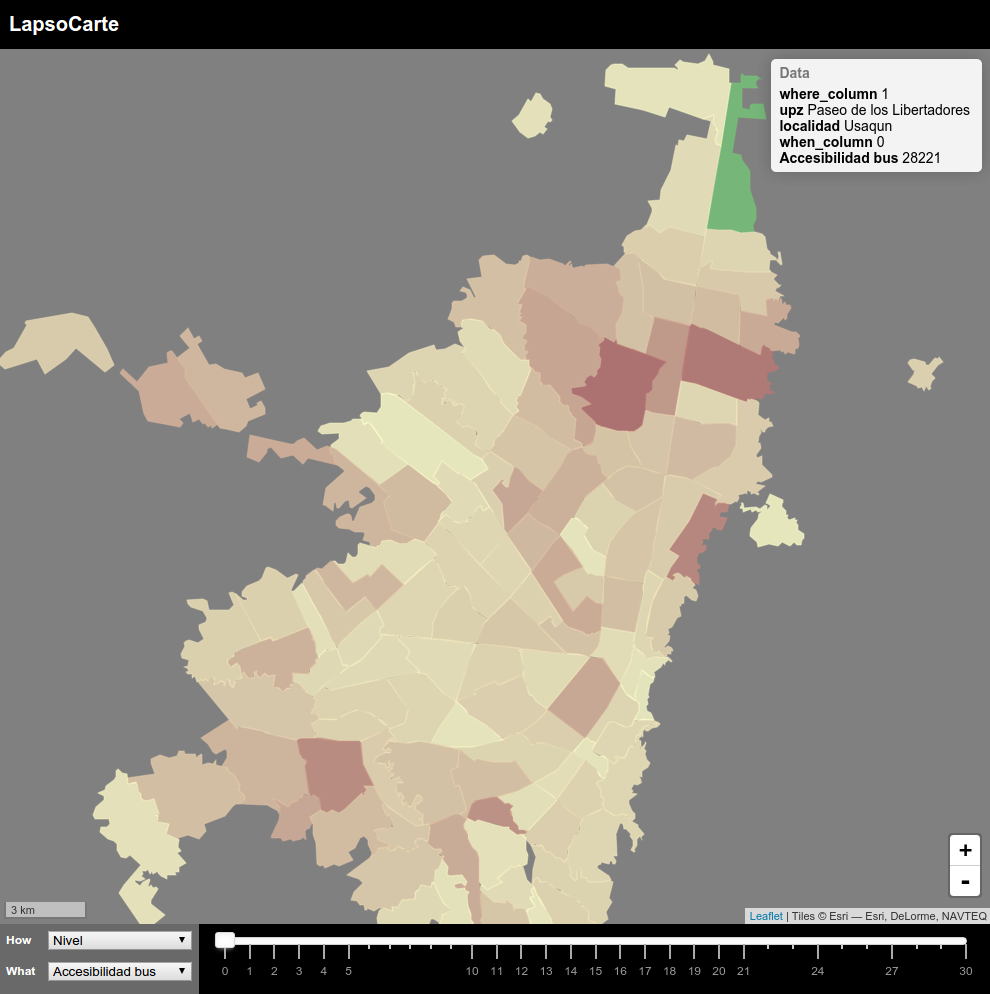 LapsoCarte
Data
where_column 1
upz Paseo de los Libertadores
localidad Usaqun
when_column 0
Accesibilidad bus 28221
+
-
3 km
Leaflet | Tiles © Esri — Esri, DeLorme, NAVTEQ
How Nivel
What Accesibilidad bus
0 1 2 3 4 5 10 11 12 13 14 15 16 17 18 19 20 21 24 27 30